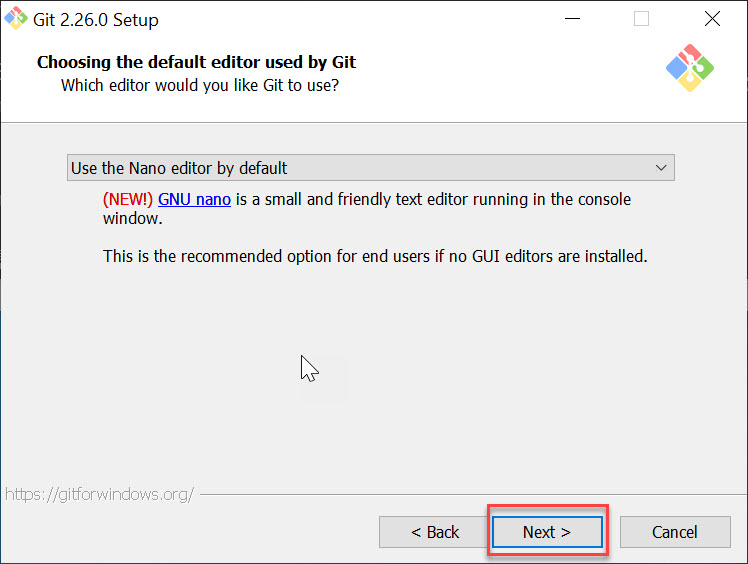 Git 2.26.0 Setup
Choosing the default editor used by Git
Which editor would you like Git to use?
Use the Nano editor by default
(NEW!) GNU nano is a small and friendly text editor running in the console
window.
This is the recommended option for end users if no GUI editors are installed.
https://gitforwindows.org/
< Back
Next >
Cancel